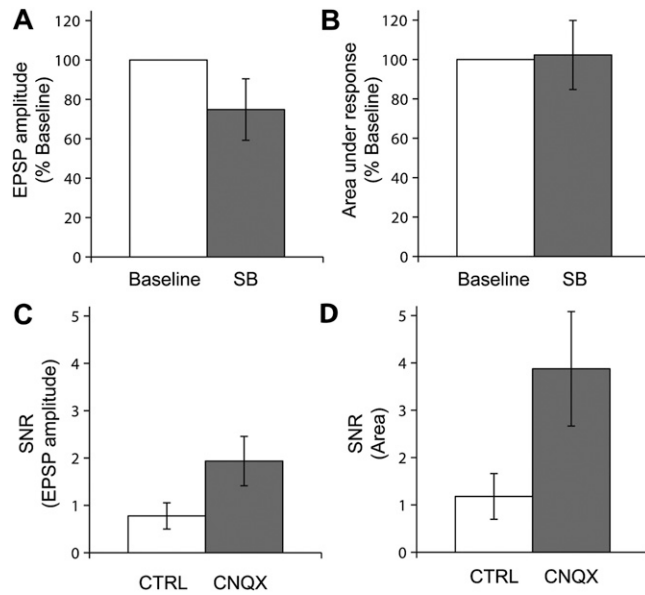 A
EPSP amplitude
(% Baseline)
120
100
80
60
40
20
0
Baseline
SB
B
Area under response
(% Baseline)
120
100
80
60
40
20
0
Baseline
SB
C
SNR
(EPSP amplitude)
5
4
3
2
1
0
CTRL
CNQX
D
SNR
(Area)
5
4
3
2
1
0
CTRL
CNQX